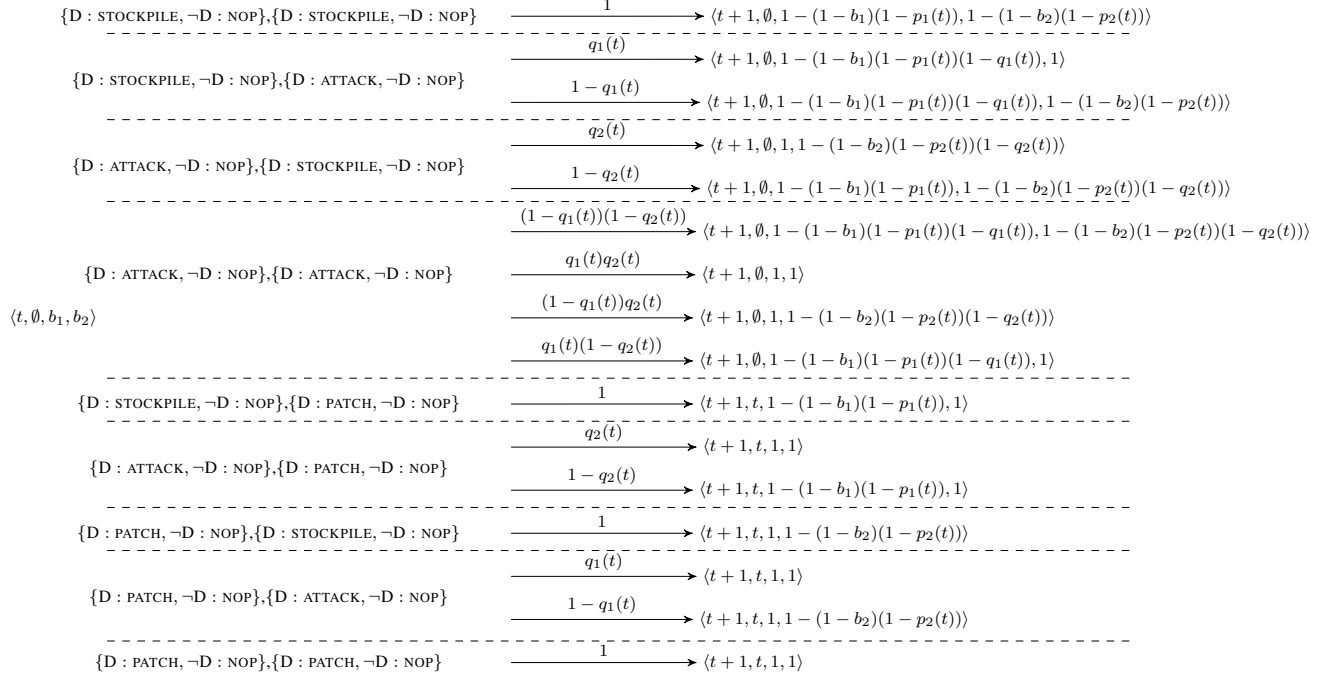 {D : STOCKPILE, ¬D : NOP},{D : STOCKPILE, ¬D : NOP} 1 ⟨t + 1, ∅, 1 − (1 − b₁)(1 − p₁(t)), 1 − (1 − b₂)(1 − p₂(t))⟩
q₁(t) ⟨t + 1, ∅, 1 − (1 − b₁)(1 − p₁(t))(1 − q₁(t)), 1⟩
{D : STOCKPILE, ¬D : NOP},{D : ATTACK, ¬D : NOP}
1 − q₁(t) ⟨t + 1, ∅, 1 − (1 − b₁)(1 − p₁(t))(1 − q₁(t)), 1 − (1 − b₂)(1 − p₂(t))⟩
q₂(t) ⟨t + 1, ∅, 1, 1 − (1 − b₂)(1 − p₂(t))(1 − q₂(t))⟩
{D : ATTACK, ¬D : NOP},{D : STOCKPILE, ¬D : NOP}
1 − q₂(t) ⟨t + 1, ∅, 1 − (1 − b₁)(1 − p₁(t)), 1 − (1 − b₂)(1 − p₂(t))(1 − q₂(t))⟩
(1 − q₁(t))(1 − q₂(t)) ⟨t + 1, ∅, 1 − (1 − b₁)(1 − p₁(t))(1 − q₁(t)), 1 − (1 − b₂)(1 − p₂(t))(1 − q₂(t))⟩
{D : ATTACK, ¬D : NOP},{D : ATTACK, ¬D : NOP} q₁(t)q₂(t) ⟨t + 1, ∅, 1, 1⟩
⟨t, ∅, b₁, b₂⟩ (1 − q₁(t))q₂(t) ⟨t + 1, ∅, 1, 1 − (1 − b₂)(1 − p₂(t))(1 − q₂(t))⟩
q₁(t)(1 − q₂(t)) ⟨t + 1, ∅, 1 − (1 − b₁)(1 − p₁(t))(1 − q₁(t)), 1⟩
{D : STOCKPILE, ¬D : NOP},{D : PATCH, ¬D : NOP} 1 ⟨t + 1, t, 1 − (1 − b₁)(1 − p₁(t)), 1⟩
q₂(t) ⟨t + 1, t, 1, 1⟩
{D : ATTACK, ¬D : NOP},{D : PATCH, ¬D : NOP}
1 − q₂(t) ⟨t + 1, t, 1 − (1 − b₁)(1 − p₁(t)), 1⟩
{D : PATCH, ¬D : NOP},{D : STOCKPILE, ¬D : NOP} 1 ⟨t + 1, t, 1, 1 − (1 − b₂)(1 − p₂(t))⟩
q₁(t) ⟨t + 1, t, 1, 1⟩
{D : PATCH, ¬D : NOP},{D : ATTACK, ¬D : NOP}
1 − q₁(t) ⟨t + 1, t, 1, 1 − (1 − b₂)(1 − p₂(t))⟩
{D : PATCH, ¬D : NOP},{D : PATCH, ¬D : NOP} 1 ⟨t + 1, t, 1, 1⟩